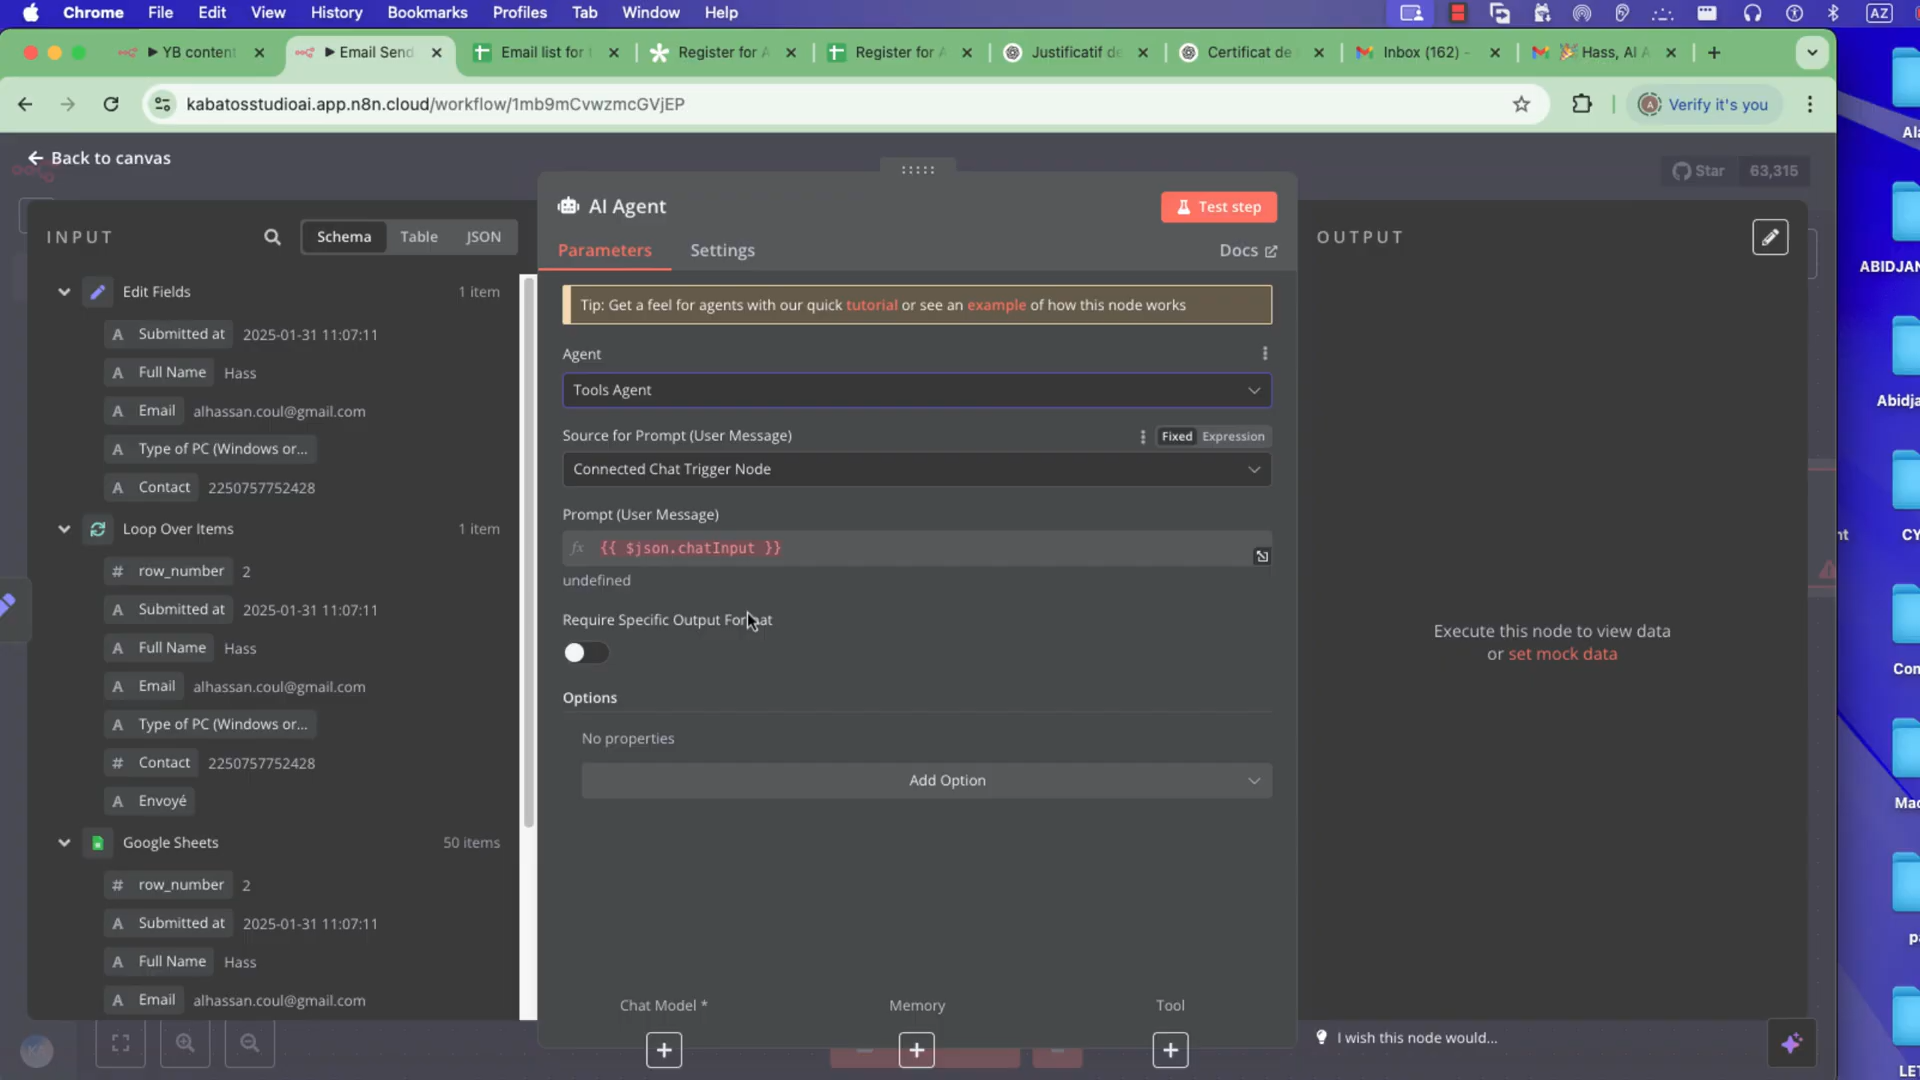 Chrome File Edit View History Bookmarks Profiles Tab Window Help AZ
YB content Email Send Email list for Register for A Register for A Justificatif de Certificat de Inbox (162) - Hass, AI A
kabatosstudioai.app.n8n.cloud/workflow/1mb9mCvwzmcGVjEP Verify it's you
Back to canvas
Star 63,315
INPUT Schema Table JSON
Edit Fields 1 item
A Submitted at 2025-01-31 11:07:11
A Full Name Hass
A Email alhassan.coul@gmail.com
A Type of PC (Windows or...
A Contact 2250757752428
Loop Over Items 1 item
# row_number 2
A Submitted at 2025-01-31 11:07:11
A Full Name Hass
A Email alhassan.coul@gmail.com
A Type of PC (Windows or...
# Contact 2250757752428
A Envoyé
Google Sheets 50 items
# row_number 2
A Submitted at 2025-01-31 11:07:11
A Full Name Hass
A Email alhassan.coul@gmail.com
AI Agent Test step
Parameters Settings Docs
Tip: Get a feel for agents with our quick tutorial or see an example of how this node works
Agent
Tools Agent
Source for Prompt (User Message) Fixed Expression
Connected Chat Trigger Node
Prompt (User Message)
fx {{ $json.chatInput }}
undefined
Require Specific Output Format
Options
No properties
Add Option
Chat Model * Memory Tool
OUTPUT
Execute this node to view data
or set mock data
I wish this node would...
ABIDJAN
Abidja
CY
Con
Mac
LET